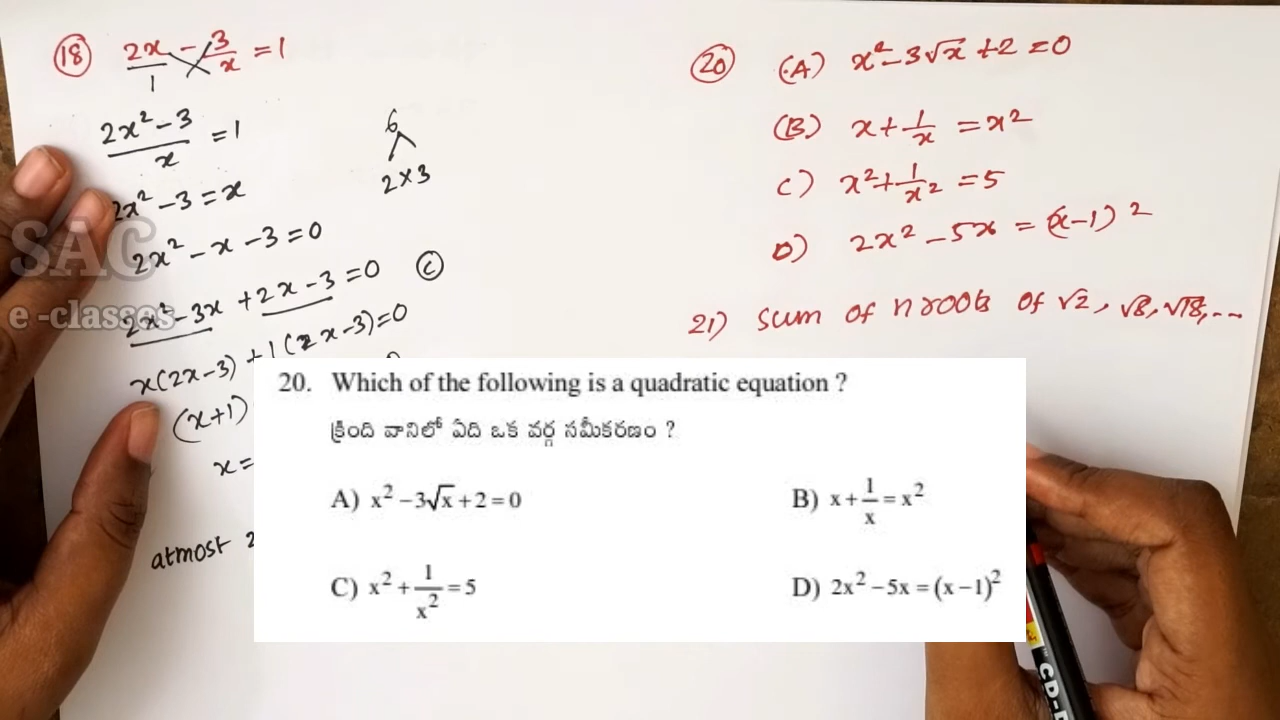 18 2x/1 - 3/x = 1
2x² - 3/x = 1
2x² - 3 = x
2x² - x - 3 = 0
2x² - 3x + 2x - 3 = 0 C
x(2x-3) + 1(2x-3) = 0
(x+1)
x =
atmost 2
6
2 × 3
20 (A) x² - 3√x + 2 = 0
(B) x + 1/x = x²
C) x² + 1/x² = 5
D) 2x² - 5x = (x-1)²
21) Sum of n roots of √2, √8, √18, ...
SAC
e-classes
20. Which of the following is a quadratic equation ?
క్రింది వానిలో ఏది ఒక వర్గ సమీకరణం ?
A) x² - 3√x + 2 = 0 B) x + 1/x = x²
C) x² + 1/x² = 5 D) 2x² - 5x = (x-1)²
CD-